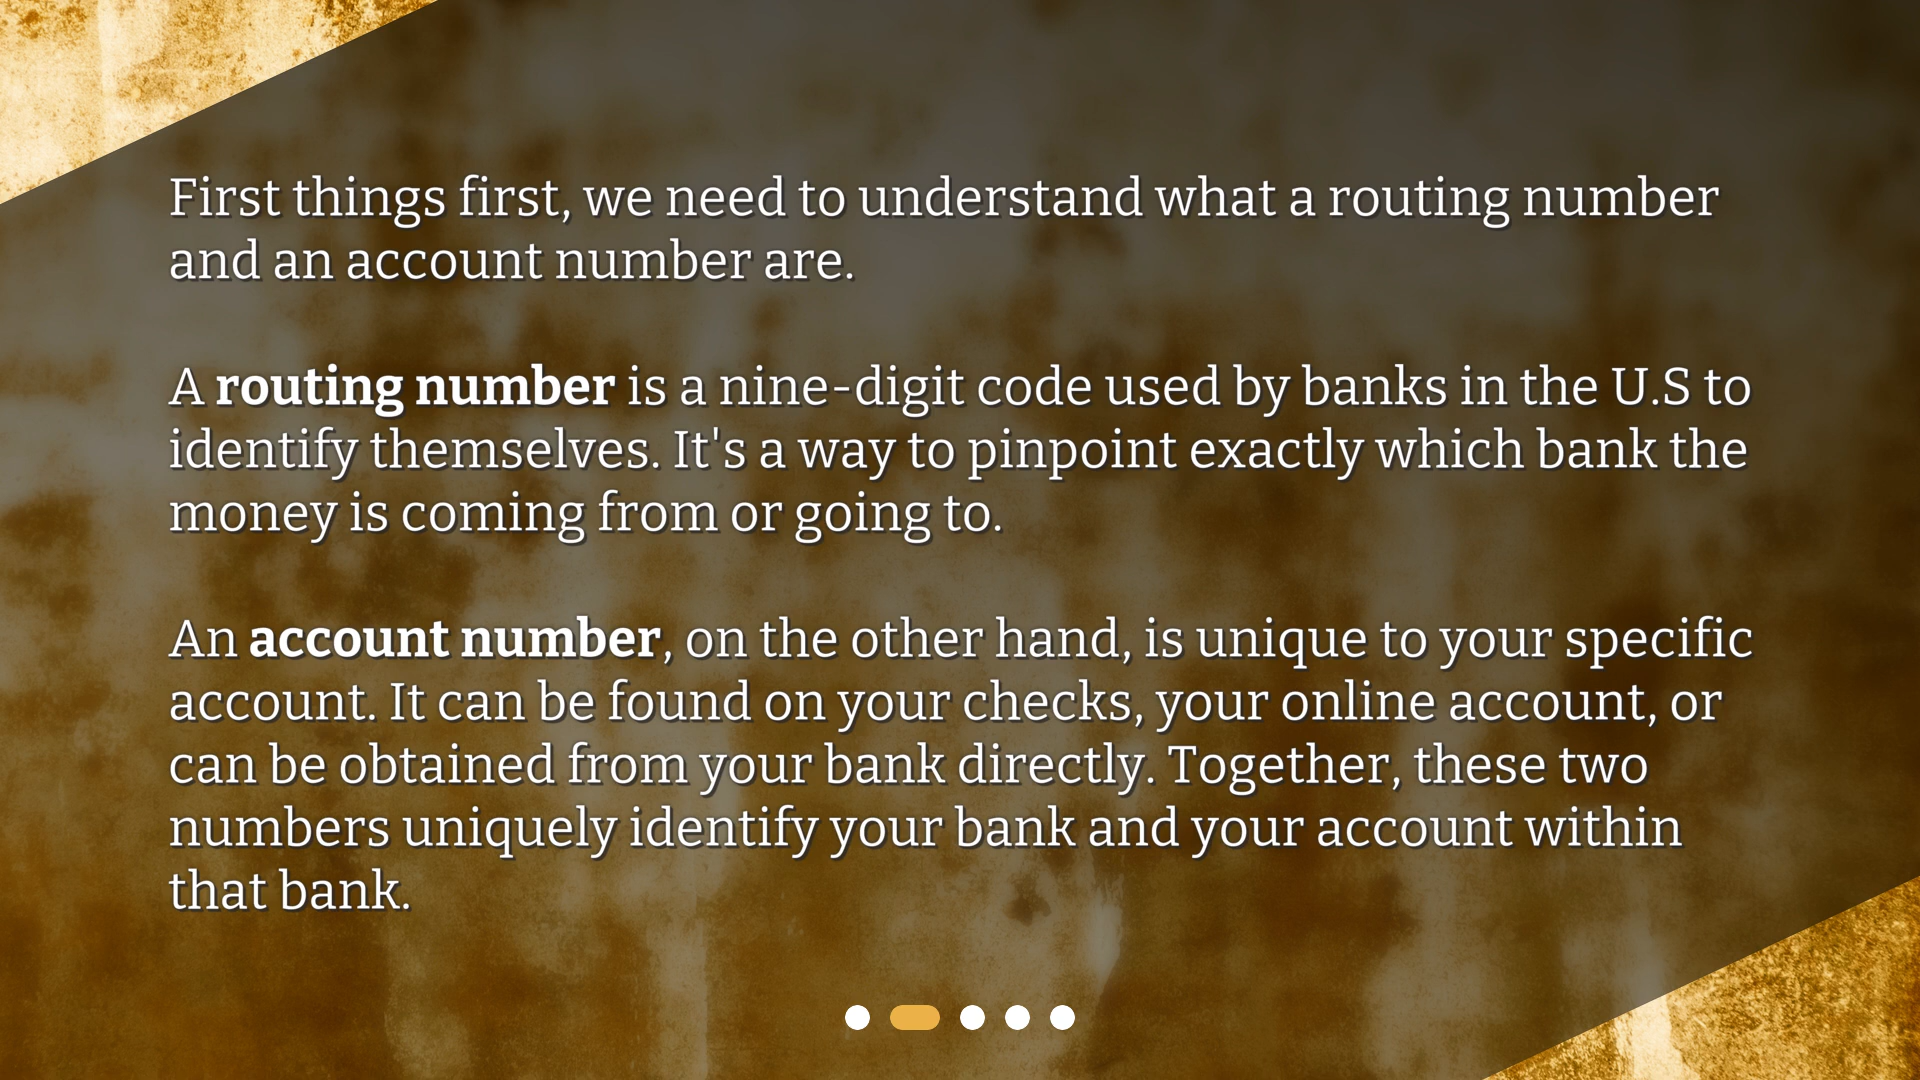 First things first, we need to understand what a routing number
and an account number are.
A routing number is a nine-digit code used by banks in the U.S to
identify themselves. It's a way to pinpoint exactly which bank the
money is coming from or going to.
An account number, on the other hand, is unique to your specific
account. It can be found on your checks, your online account, or
can be obtained from your bank directly. Together, these two
numbers uniquely identify your bank and your account within
that bank.